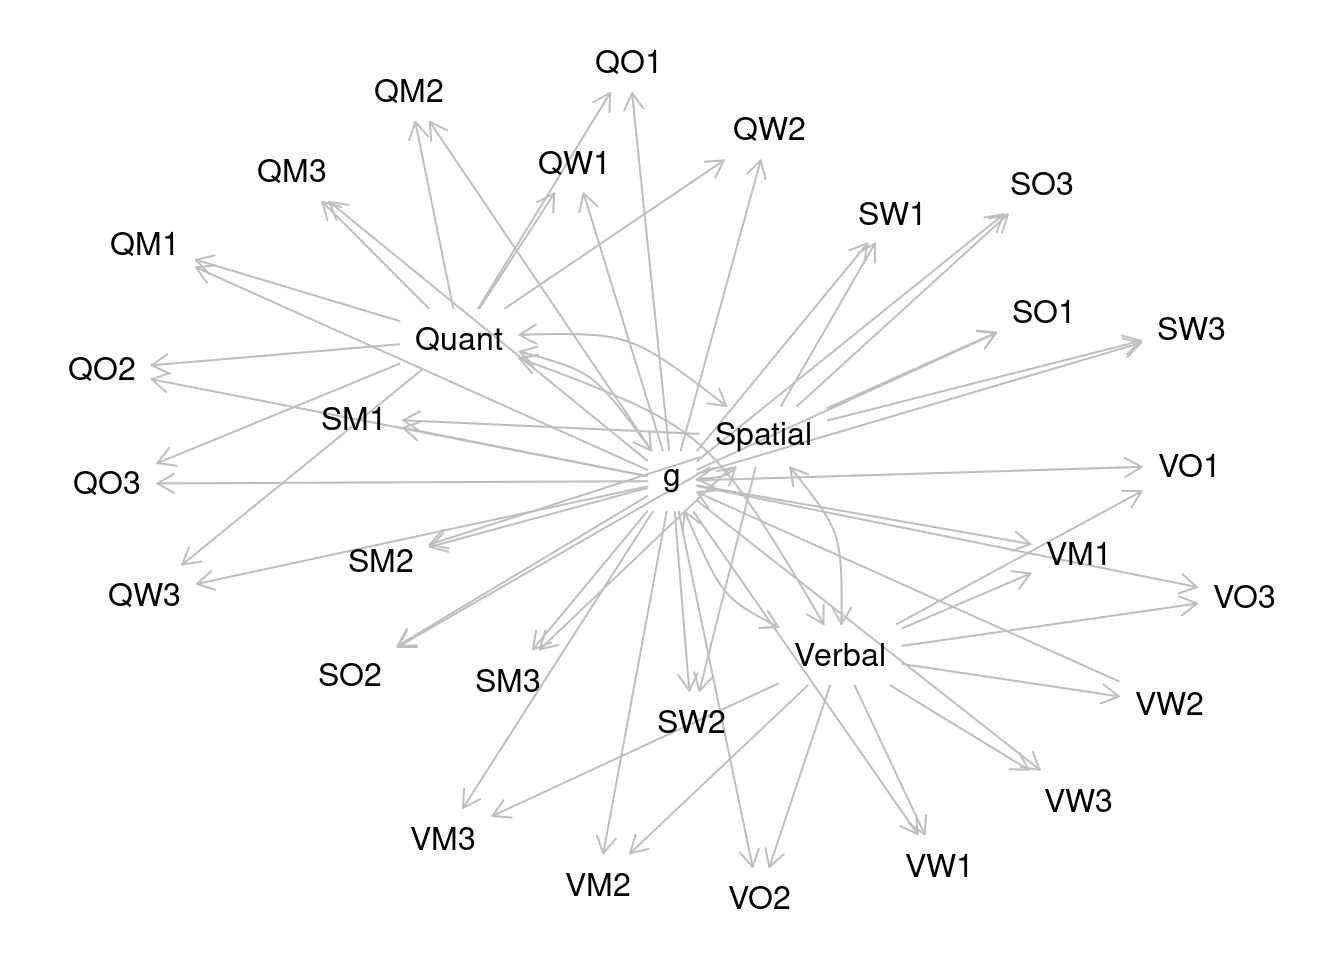 QO1
QM2
QW2
QW1
QM3
SO3
SW1
QM1
SO1
SW3
Quant
QO2
SM1
Spatial
VO1
g
QO3
VM1
SM2
QW3
VO3
Verbal
SO2
SM3
VW2
SW2
VW3
VM3
VW1
VM2
VO2